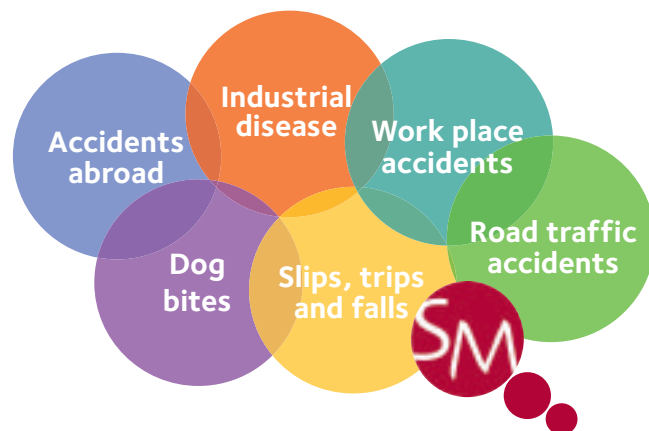 Accidents
abroad
Industrial
disease
Work place
accidents
Road traffic
accidents
Dog
bites
Slips, trips
and falls
SM